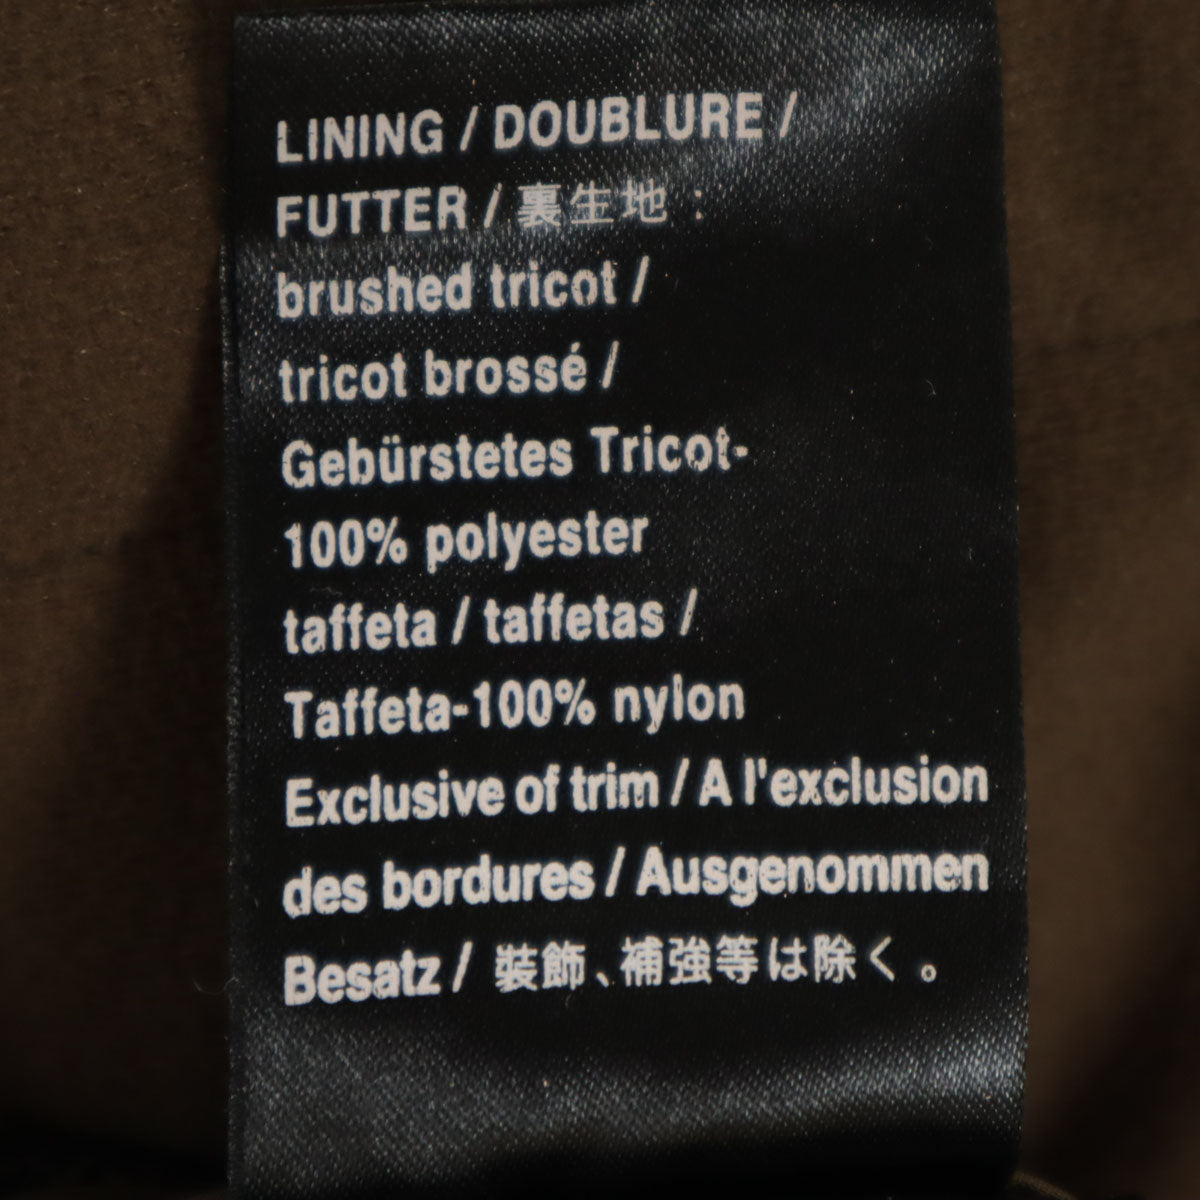 LINING / DOUBLURE /
FUTTER / 裏生地 :
brushed tricot /
tricot brossé /
Gebürstetes Tricot-
100% polyester
taffeta / taffetas /
Taffeta-100% nylon
Exclusive of trim / A l'exclusion
des bordures / Ausgenommen
Besatz / 装飾、補強等は除く。